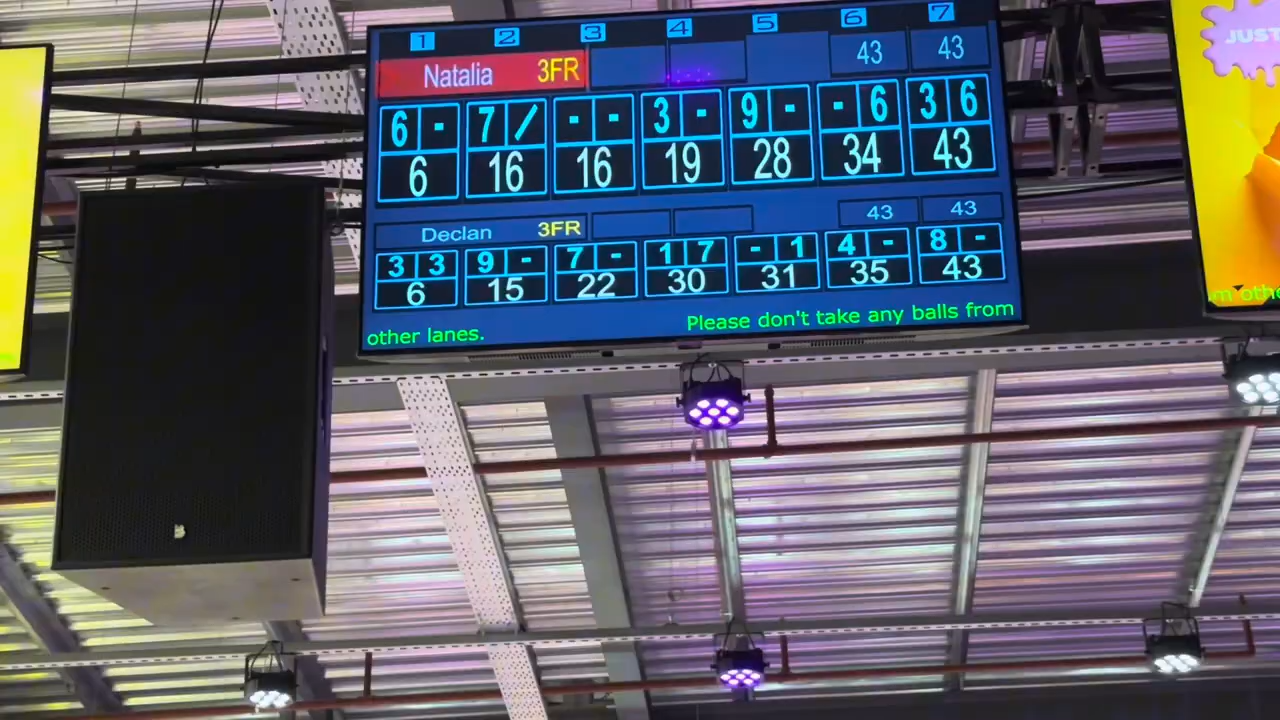 1 2 3 4 5 6 7
Natalia 3FR 43 43
6 - 7 / - - 3 - 9 - - 6 3 6
6 16 16 19 28 34 43
Declan 3FR 43 43
3 3 9 - 7 - 1 7 - 1 4 - 8 -
6 15 22 30 31 35 43
other lanes. Please don't take any balls from
JUST
m othe